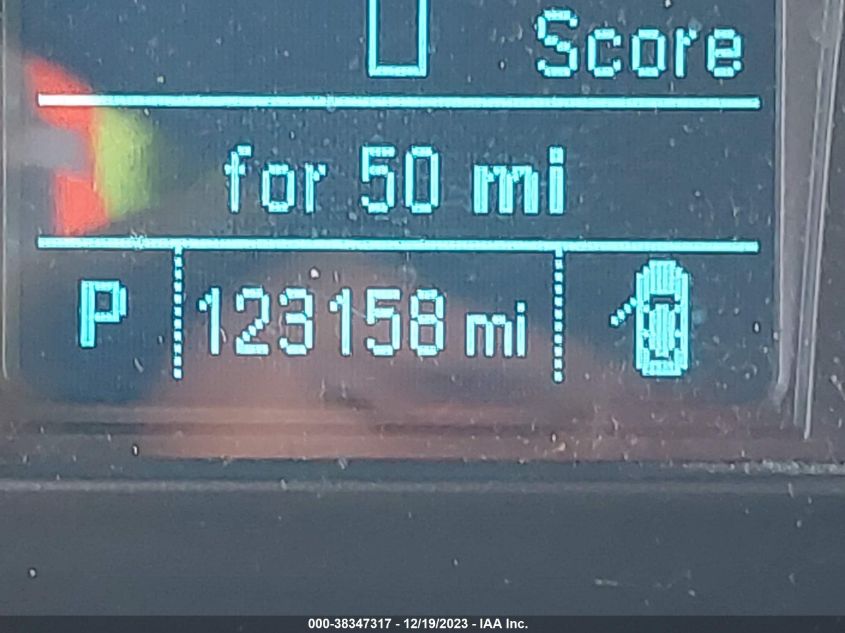 Score
for 50 mi
P 123158 mi
000-38347317 - 12/19/2023 - IAA Inc.